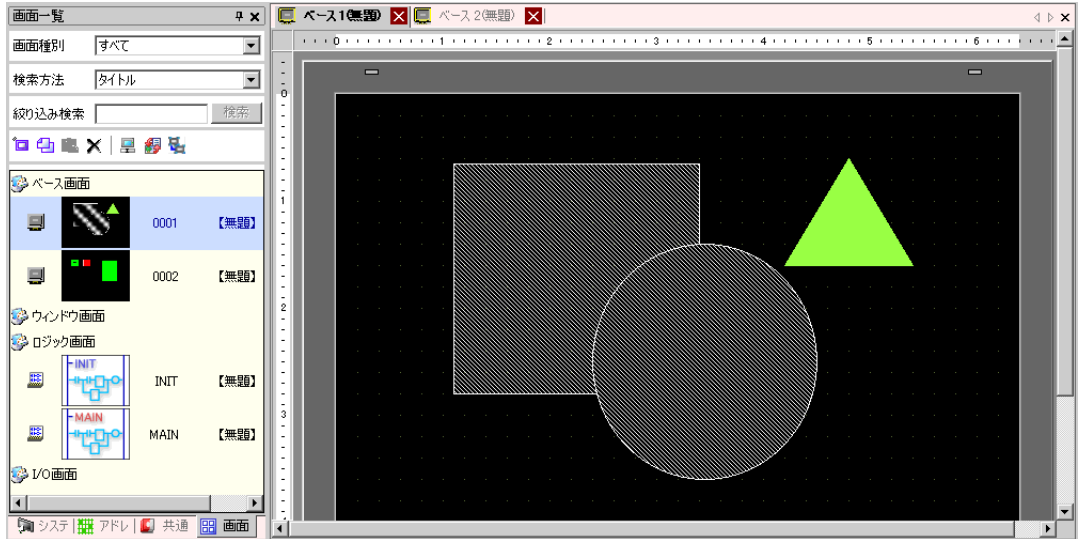 画面一覧
画面種別 すべて
検索方法 タイトル
絞り込み検索 検索
ベース画面
0001 【無題】
0002 【無題】
ウィンドウ画面
ロジック画面
INIT INIT 【無題】
MAIN MAIN 【無題】
I/O画面
システ アドレ 共通 画面
ベース1(無題) ベース2(無題)
0 1 2 3 4 5 6
0
1
2
3